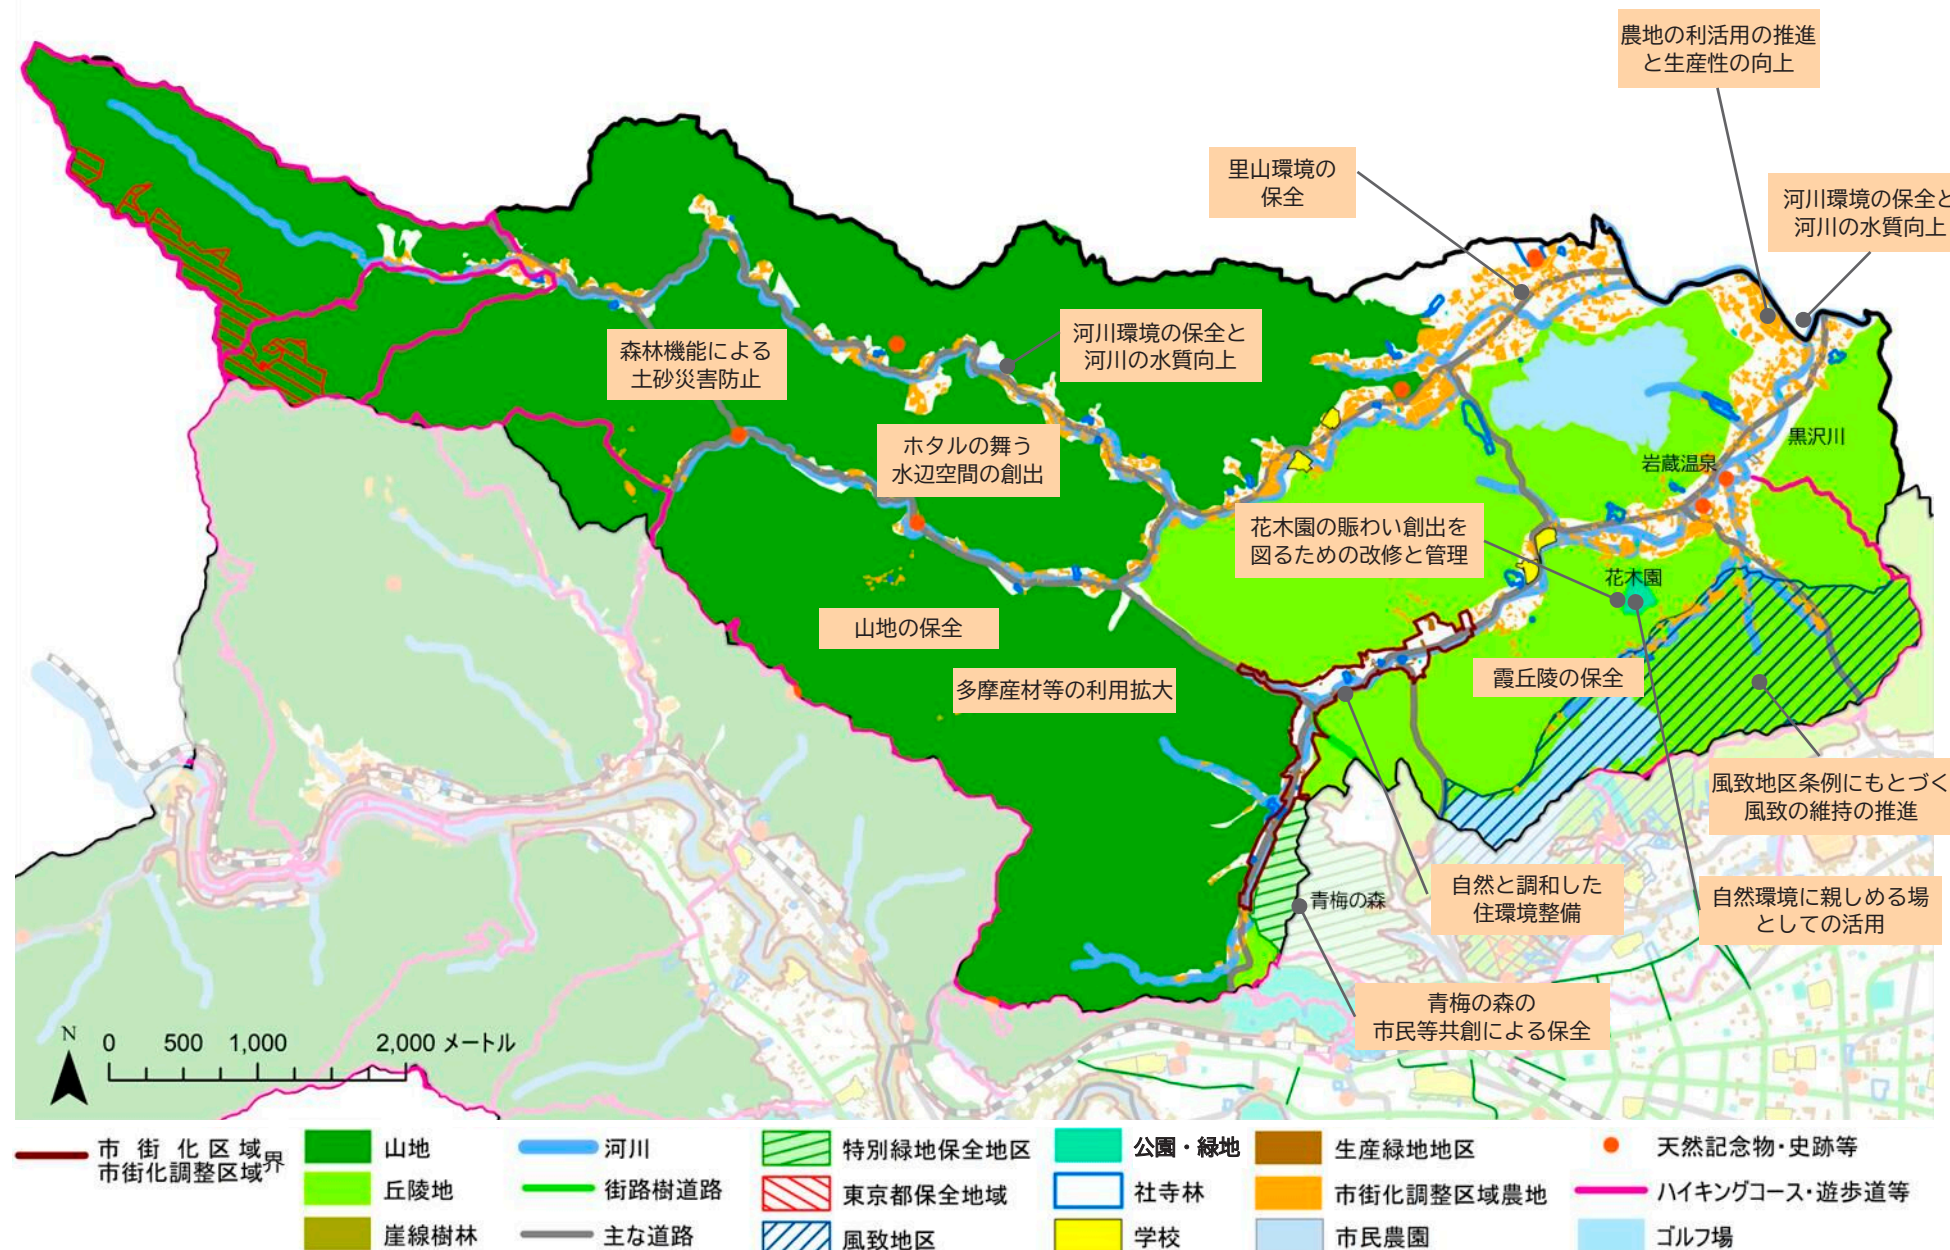 農地の利活用の推進
と生産性の向上
里山環境の
保全
河川環境の保全と
河川の水質向上
森林機能による
土砂災害防止
河川環境の保全と
河川の水質向上
ホタルの舞う
水辺空間の創出
黒沢川
岩蔵温泉
花木園の賑わい創出を
図るための改修と管理
花木園
山地の保全
多摩産材等の利用拡大
霞丘陵の保全
風致地区条例にもとづく
風致の維持の推進
自然と調和した
住環境整備
自然環境に親しめる場
としての活用
青梅の森
青梅の森の
市民等共創による保全
N
0 500 1,000 2,000 メートル
市街化区域界
市街化調整区域
山地
河川
特別緑地保全地区
公園・緑地
生産緑地地区
天然記念物・史跡等
丘陵地
街路樹道路
東京都保全地域
社寺林
市街化調整区域農地
ハイキングコース・遊歩道等
崖線樹林
主な道路
風致地区
学校
市民農園
ゴルフ場